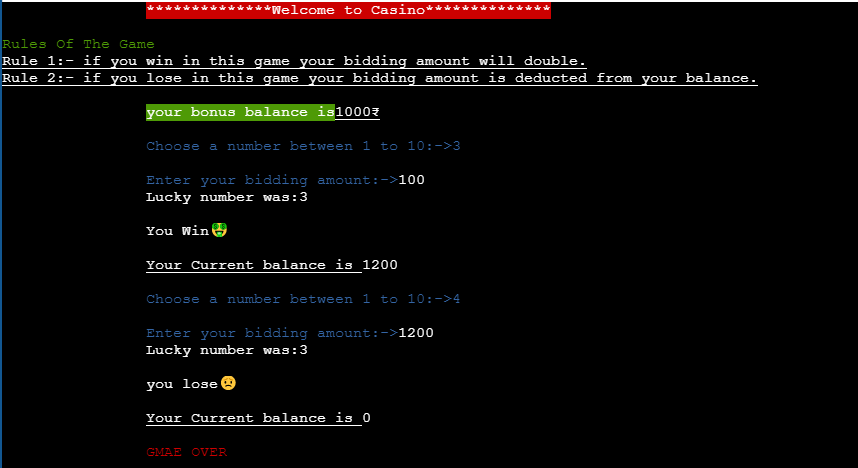 **************Welcome to Casino**************
Rules Of The Game
Rule 1:- if you win in this game your bidding amount will double.
Rule 2:- if you lose in this game your bidding amount is deducted from your balance.
your bonus balance is1000₹
Choose a number between 1 to 10:->3
Enter your bidding amount:->100
Lucky number was:3
You Win🤑
Your Current balance is 1200
Choose a number between 1 to 10:->4
Enter your bidding amount:->1200
Lucky number was:3
you lose😟
Your Current balance is 0
GMAE OVER